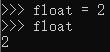 >>> float = 2
>>> float
2